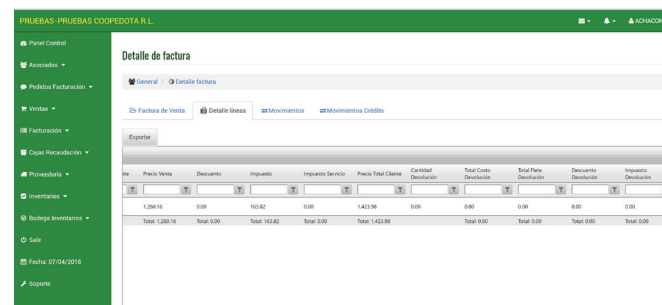 PRUEBAS-PRUEBAS COOPEDOTA R.L.
ACHACON
Panel Control
Asociados
Pedidos Facturación
Ventas
Facturación
Cajas Recaudación
Proveeduría
Inventarios
Bodega Inventarios
Salir
Fecha: 07/04/2018
Soporte
Detalle de factura
General / Detalle factura
Factura de Venta Detalle líneas Movimientos Movimientos Crédito
Exportar
nte Precio Venta Descuento Impuesto Impuesto Servicio Precio Total Cliente Cantidad Devolución Total Costo Devolución Total Flete Devolución Descuento Devolución Impuesto Devolución
1,260.16 0.00 163.82 0.00 1,423.98 0.00 0.00 0.00 0.00 0.00
Total: 1,260.16 Total: 0.00 Total: 163.82 Total: 0.00 Total: 1,423.98 Total: 0.00 Total: 0.00 Total: 0.00 Total: 0.00